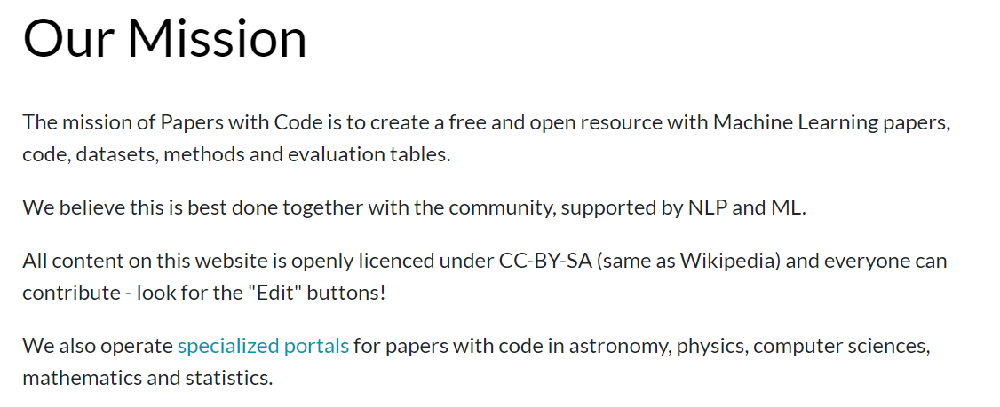 Our Mission
The mission of Papers with Code is to create a free and open resource with Machine Learning papers,
code, datasets, methods and evaluation tables.
We believe this is best done together with the community, supported by NLP and ML.
All content on this website is openly licenced under CC-BY-SA (same as Wikipedia) and everyone can
contribute - look for the "Edit" buttons!
We also operate specialized portals for papers with code in astronomy, physics, computer sciences,
mathematics and statistics.